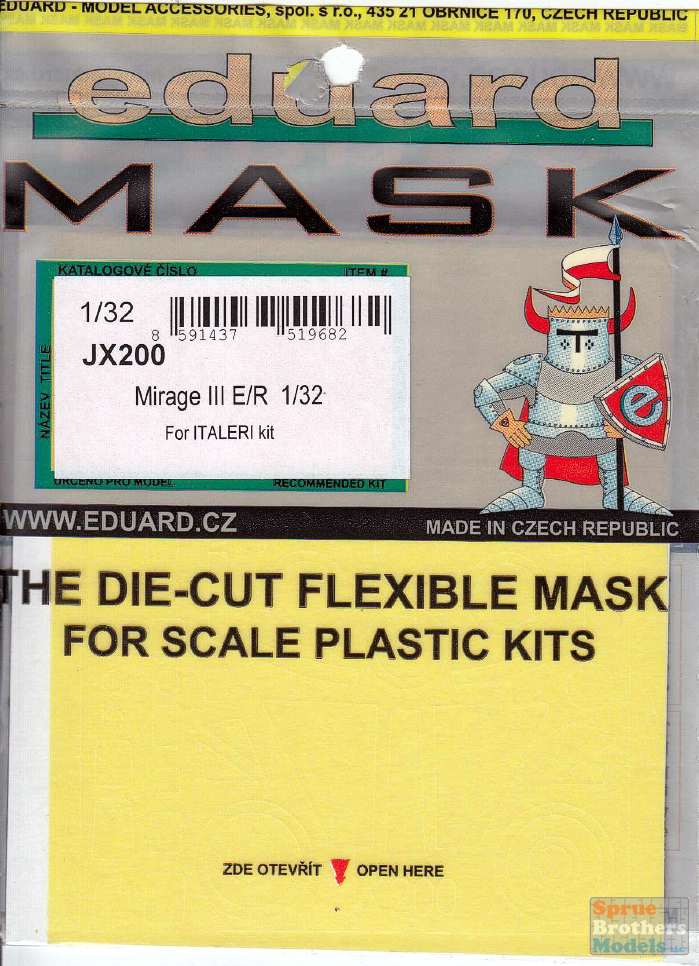 EDUARD - MODEL ACCESSORIES, spol. s r.o., 435 21 OBRNICE 170, CZECH REPUBLIC
eduard
MASK
KATALOGOVÉ ČÍSLO ITEM #
1/32
8 591437 519682
JX200
NÁZEV TITLE
Mirage III E/R 1/32
For ITALERI kit
e
URČENO PRO MODEL RECOMMENDED KIT
WWW.EDUARD.CZ MADE IN CZECH REPUBLIC
THE DIE-CUT FLEXIBLE MASK
FOR SCALE PLASTIC KITS
ZDE OTEVŘÍT OPEN HERE
Sprue
Brothers
Models